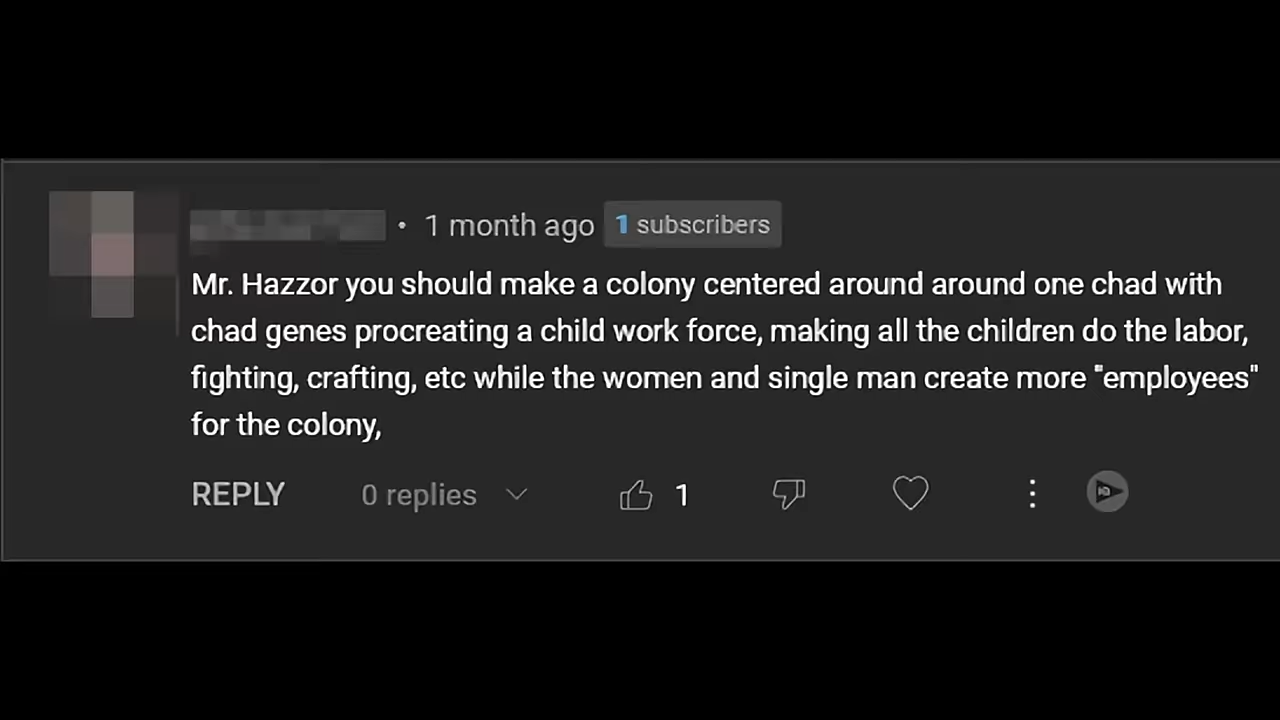 • 1 month ago 1 subscribers
Mr. Hazzor you should make a colony centered around around one chad with
chad genes procreating a child work force, making all the children do the labor,
fighting, crafting, etc while the women and single man create more "employees"
for the colony,
REPLY 0 replies 1